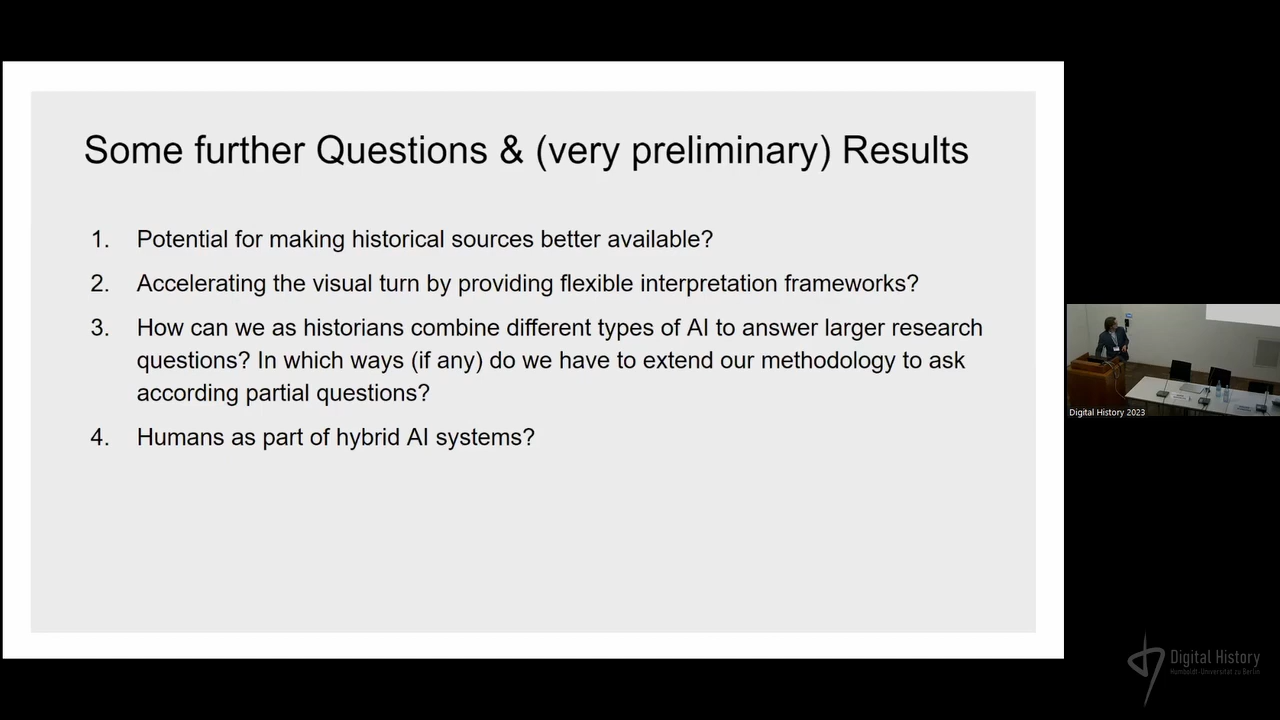 Some further Questions & (very preliminary) Results
1. Potential for making historical sources better available?
2. Accelerating the visual turn by providing flexible interpretation frameworks?
3. How can we as historians combine different types of AI to answer larger research
questions? In which ways (if any) do we have to extend our methodology to ask
according partial questions?
4. Humans as part of hybrid AI systems?
Digital History 2023
Digital History
Humboldt-Universität zu Berlin